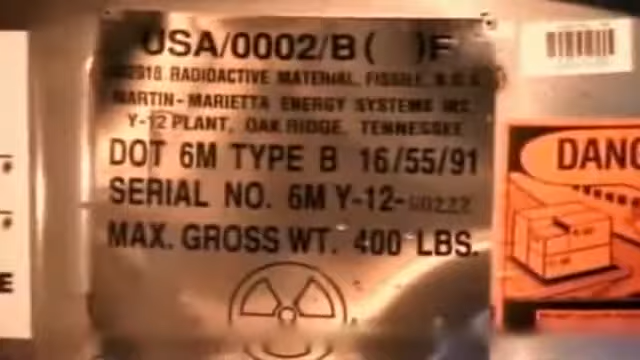 USA/0002/B( )F
RADIOACTIVE MATERIAL, FISSILE, N.O.S.
MARTIN-MARIETTA ENERGY SYSTEMS INC.
Y-12 PLANT, OAK RIDGE, TENNESSEE
DOT 6M TYPE B 16/55/91
SERIAL NO. 6M Y-12-
MAX. GROSS WT. 400 LBS.
DANG
E